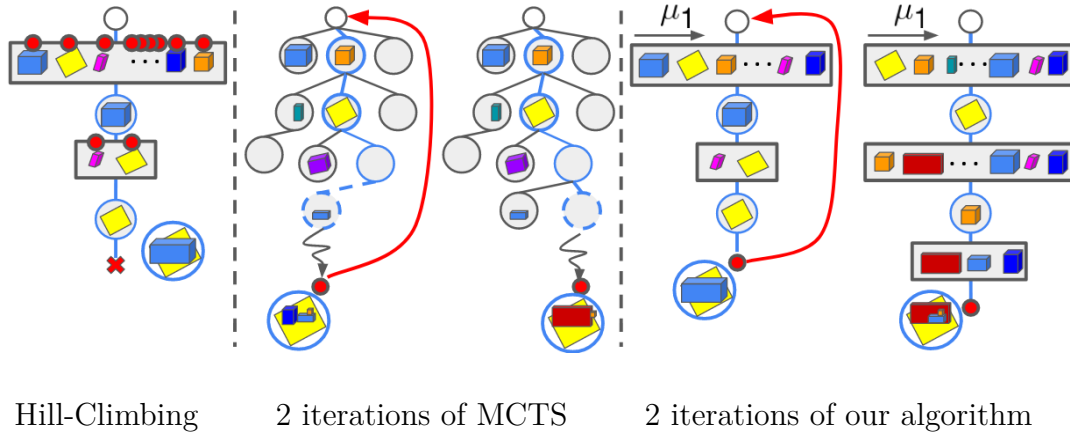 μ₁
μ₁
Hill-Climbing
2 iterations of MCTS
2 iterations of our algorithm